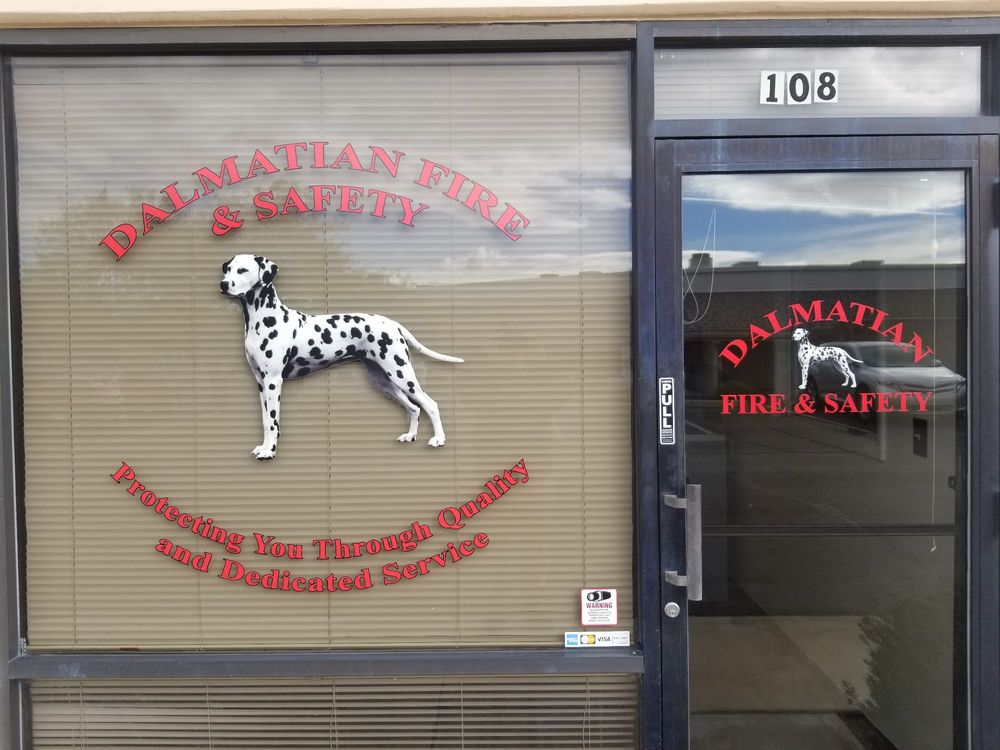 DALMATIAN FIRE
& SAFETY
Protecting You Through Quality
and Dedicated Service
WARNING
VISA
108
PULL
DALMATIAN
FIRE & SAFETY